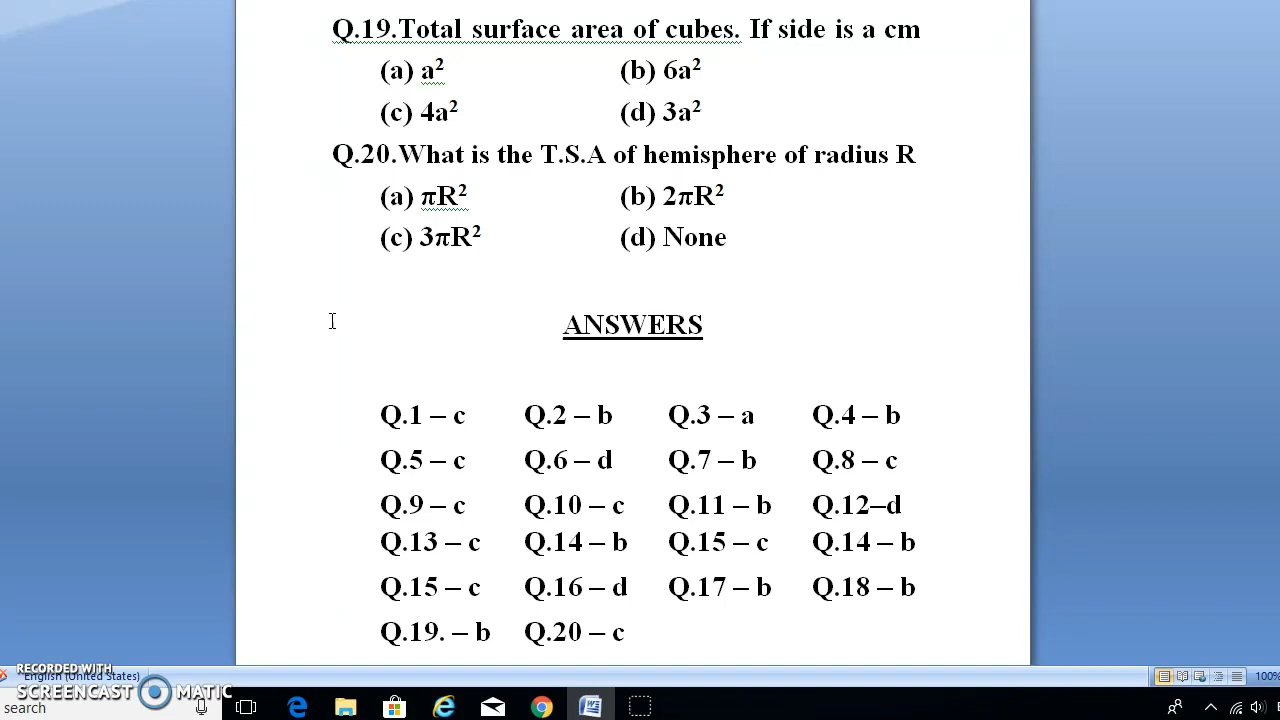 Q.19.Total surface area of cubes. If side is a cm
(a) a² (b) 6a²
(c) 4a² (d) 3a²
Q.20.What is the T.S.A of hemisphere of radius R
(a) πR² (b) 2πR²
(c) 3πR² (d) None
ANSWERS
Q.1 – c Q.2 – b Q.3 – a Q.4 – b
Q.5 – c Q.6 – d Q.7 – b Q.8 – c
Q.9 – c Q.10 – c Q.11 – b Q.12–d
Q.13 – c Q.14 – b Q.15 – c Q.14 – b
Q.15 – c Q.16 – d Q.17 – b Q.18 – b
Q.19. – b Q.20 – c
RECORDED WITH
English (United States) 100%
SCREENCAST MATIC
search